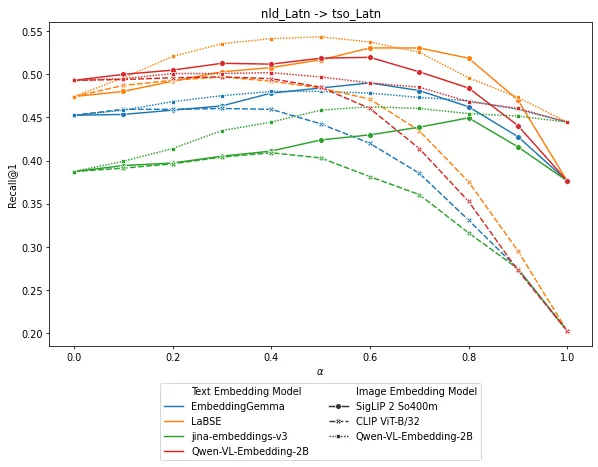 nld_Latn -> tso_Latn
Recall@1
0.55
0.50
0.45
0.40
0.35
0.30
0.25
0.20
0.0 0.2 0.4 0.6 0.8 1.0
α
Text Embedding Model
EmbeddingGemma
LaBSE
jina-embeddings-v3
Qwen-VL-Embedding-2B
Image Embedding Model
SigLIP 2 So400m
CLIP ViT-B/32
Qwen-VL-Embedding-2B